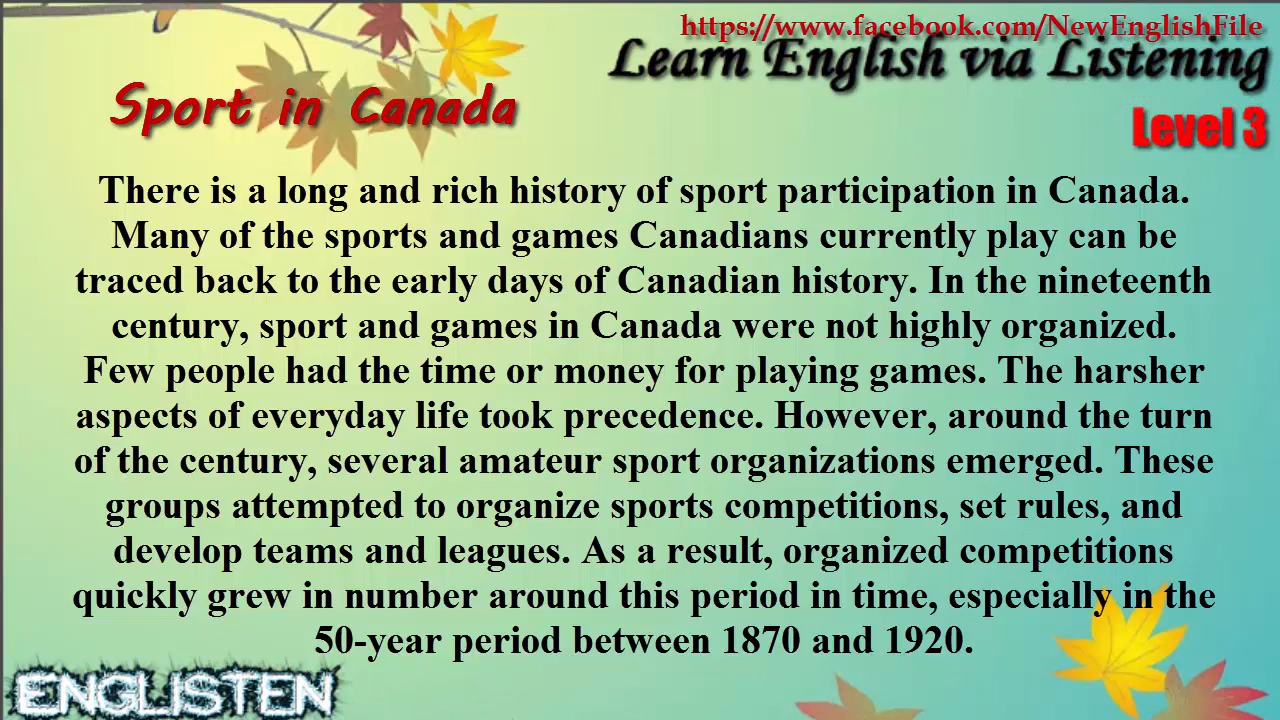 https://www.facebook.com/NewEnglishFile
Learn English via Listening
Sport in Canada
Level 3
There is a long and rich history of sport participation in Canada.
Many of the sports and games Canadians currently play can be
traced back to the early days of Canadian history. In the nineteenth
century, sport and games in Canada were not highly organized.
Few people had the time or money for playing games. The harsher
aspects of everyday life took precedence. However, around the turn
of the century, several amateur sport organizations emerged. These
groups attempted to organize sports competitions, set rules, and
develop teams and leagues. As a result, organized competitions
quickly grew in number around this period in time, especially in the
50-year period between 1870 and 1920.
ENGLISTEN